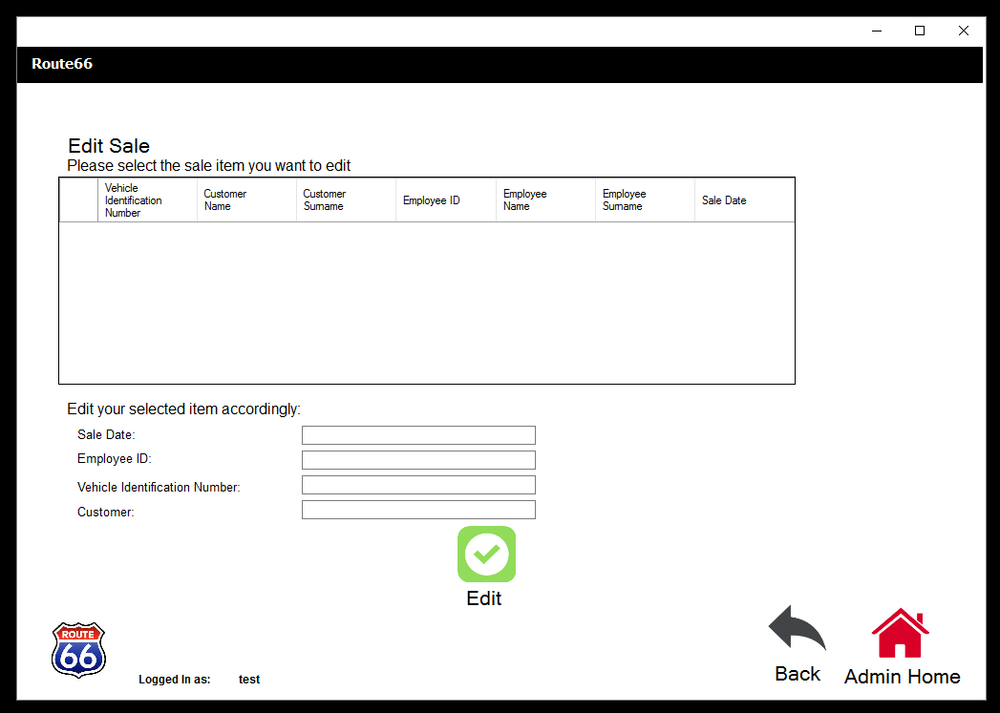 Route66
Edit Sale
Please select the sale item you want to edit
Vehicle
Identification
Number
Customer
Name
Customer
Surname
Employee ID
Employee
Name
Employee
Surname
Sale Date
Edit your selected item accordingly:
Sale Date:
Employee ID:
Vehicle Identification Number:
Customer:
Edit
ROUTE
66
Logged In as: test
Back
Admin Home